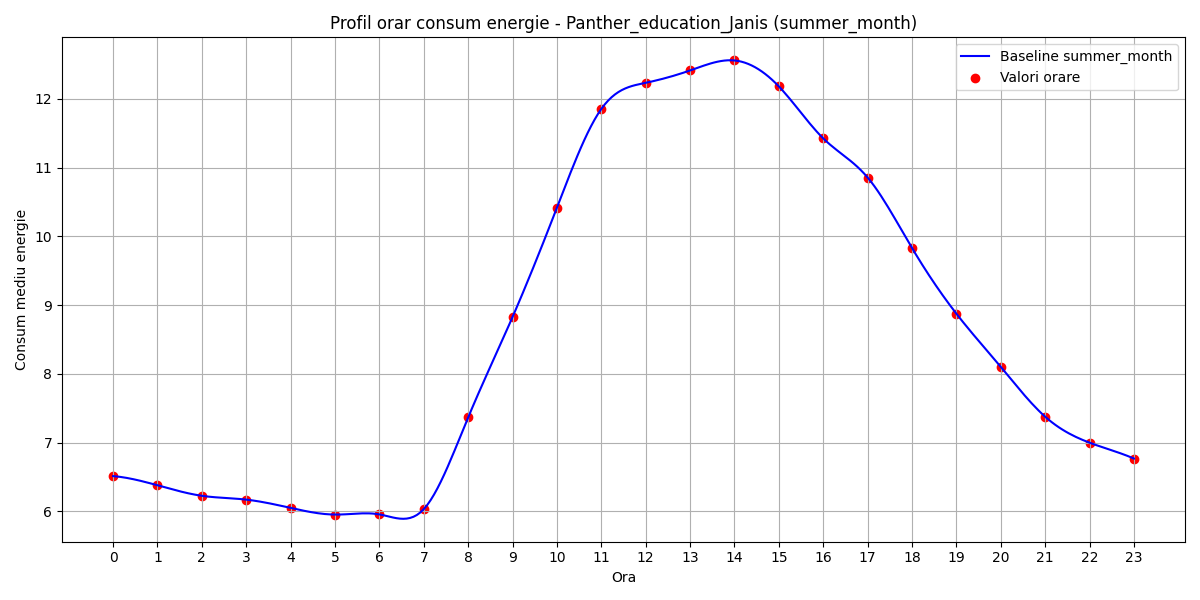 Profil orar consum energie - Panther_education_Janis (summer_month)
Baseline summer_month
Valori orare
Consum mediu energie
12
11
10
9
8
7
6
0 1 2 3 4 5 6 7 8 9 10 11 12 13 14 15 16 17 18 19 20 21 22 23
Ora